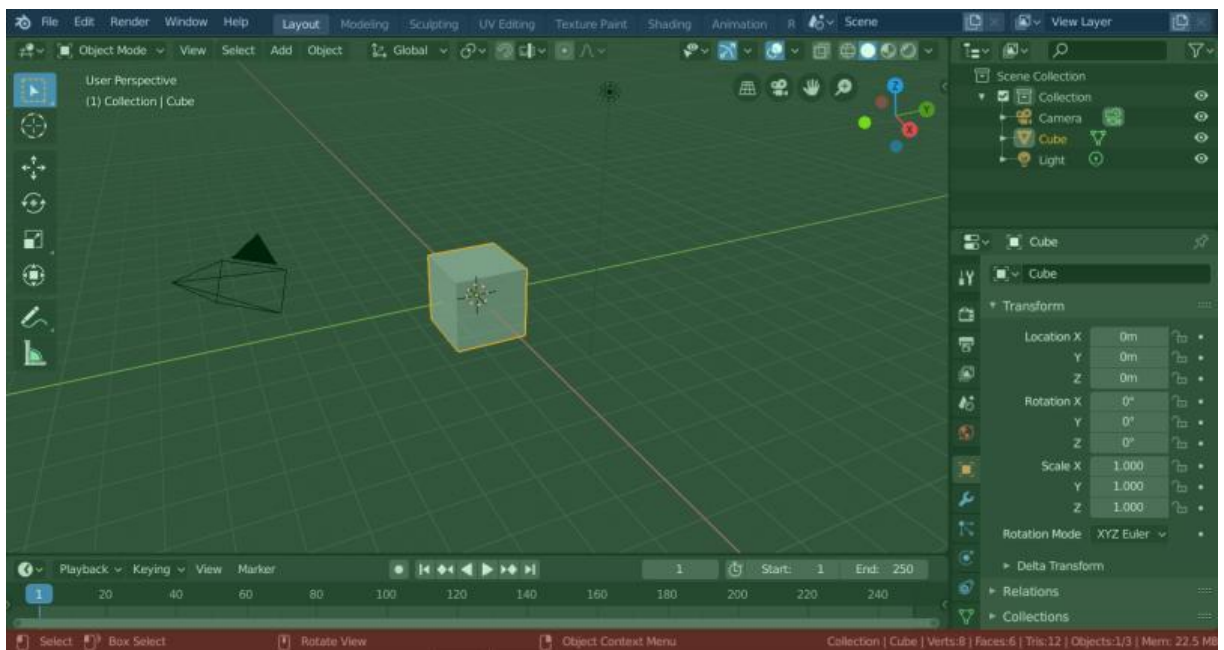 File Edit Render Window Help Layout Modeling Sculpting UV Editing Texture Paint Shading Animation R Scene View Layer
Object Mode View Select Add Object Global
User Perspective
(1) Collection | Cube
Scene Collection
Collection
Camera
Cube
Light
Cube
Cube
Transform
Location X 0m
Y 0m
Z 0m
Rotation X 0°
Y 0°
Z 0°
Scale X 1.000
Y 1.000
Z 1.000
Rotation Mode XYZ Euler
Delta Transform
Relations
Collections
Playback Keying View Marker 1 Start: 1 End: 250
1 20 40 60 80 100 120 140 160 180 200 220 240
Select Box Select Rotate View Object Context Menu Collection | Cube | Verts:8 | Faces:6 | Tris:12 | Objects:1/3 | Mem: 22.5 MB
X
Y
Z